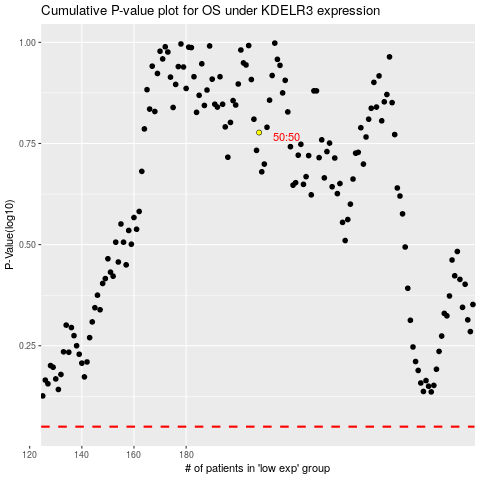 Cumulative P-value plot for OS under KDELR3 expression
P-Value(log10)
1.00
0.75
0.50
0.25
50:50
120 140 160 180
# of patients in 'low exp' group